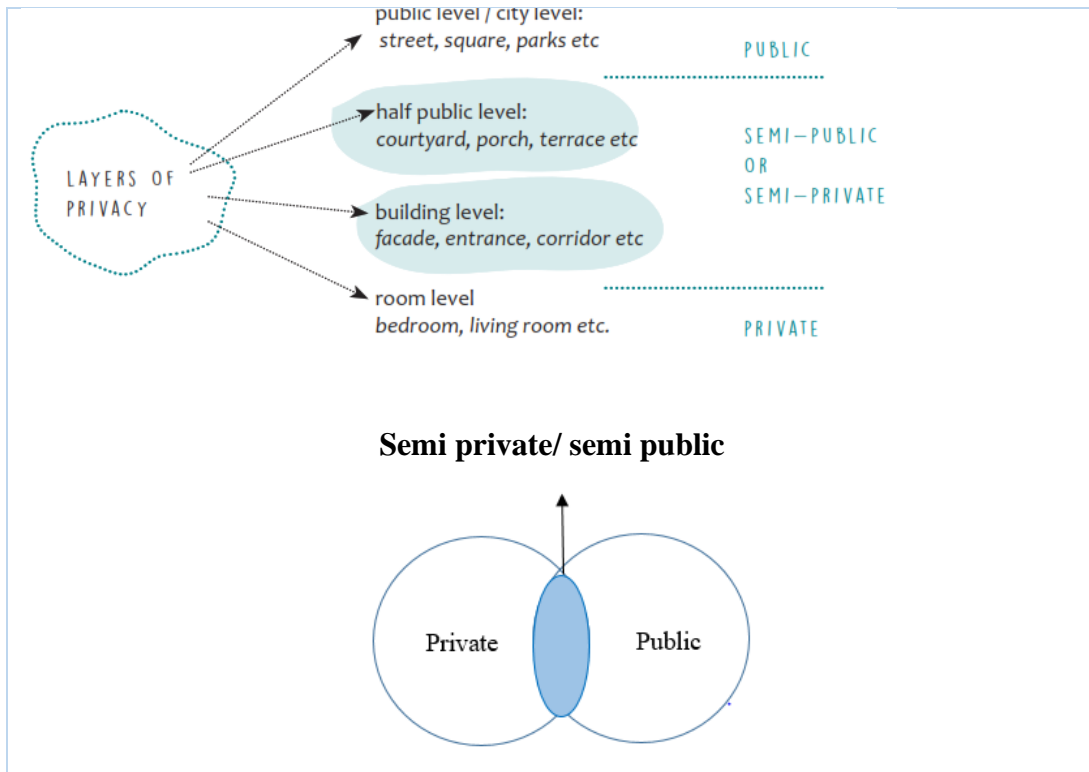 public level / city level:
street, square, parks etc
PUBLIC
half public level:
courtyard, porch, terrace etc
SEMI-PUBLIC
OR
SEMI-PRIVATE
LAYERS OF
PRIVACY
building level:
facade, entrance, corridor etc
room level
bedroom, living room etc.
PRIVATE
Semi private/ semi public
Private
Public